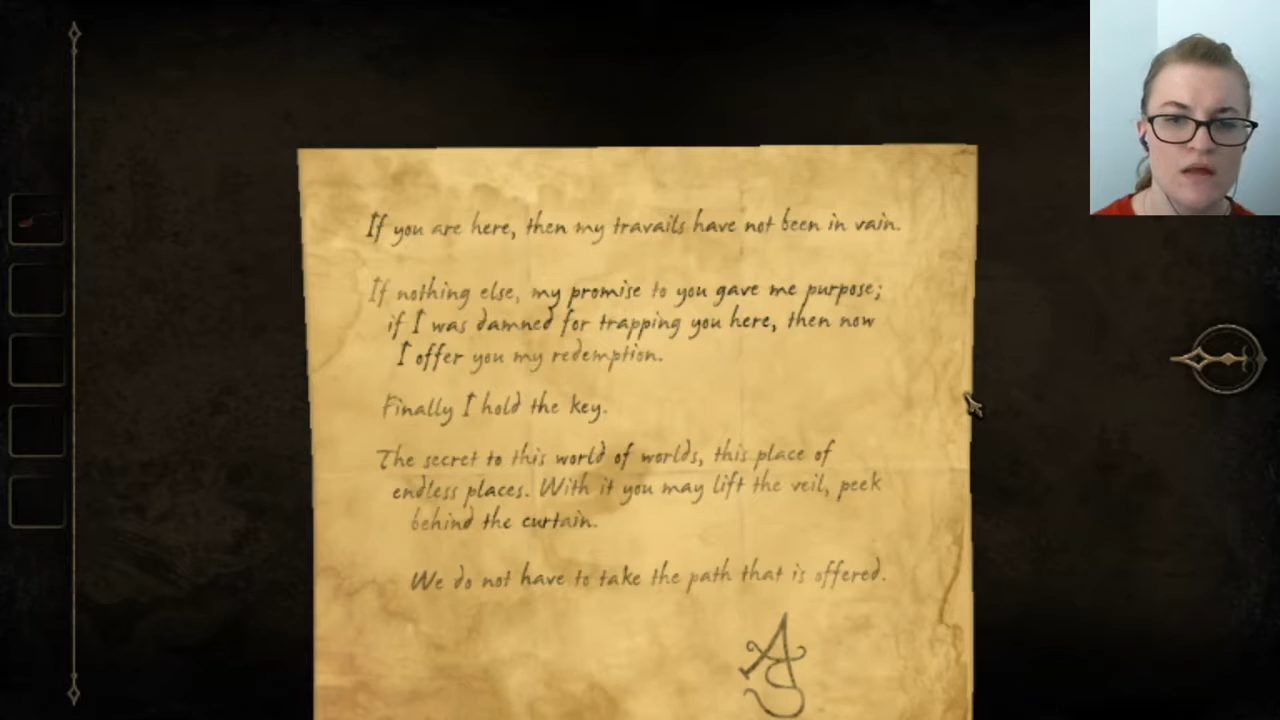 If you are here, then my travails have not been in vain.
If nothing else, my promise to you gave me purpose;
if I was damned for trapping you here, then now
I offer you my redemption.
Finally I hold the key.
The secret to this world of worlds, this place of
endless places. With it you may lift the veil, peek
behind the curtain.
We do not have to take the path that is offered.
AS